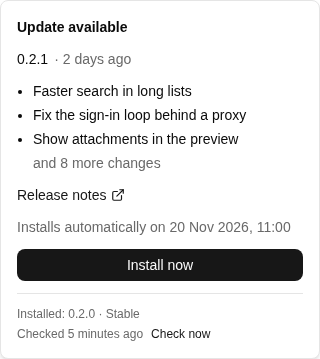 Update available
0.2.1 · 2 days ago
• Faster search in long lists
• Fix the sign-in loop behind a proxy
• Show attachments in the preview
and 8 more changes
Release notes
Installs automatically on 20 Nov 2026, 11:00
Install now
Installed: 0.2.0 · Stable
Checked 5 minutes ago Check now